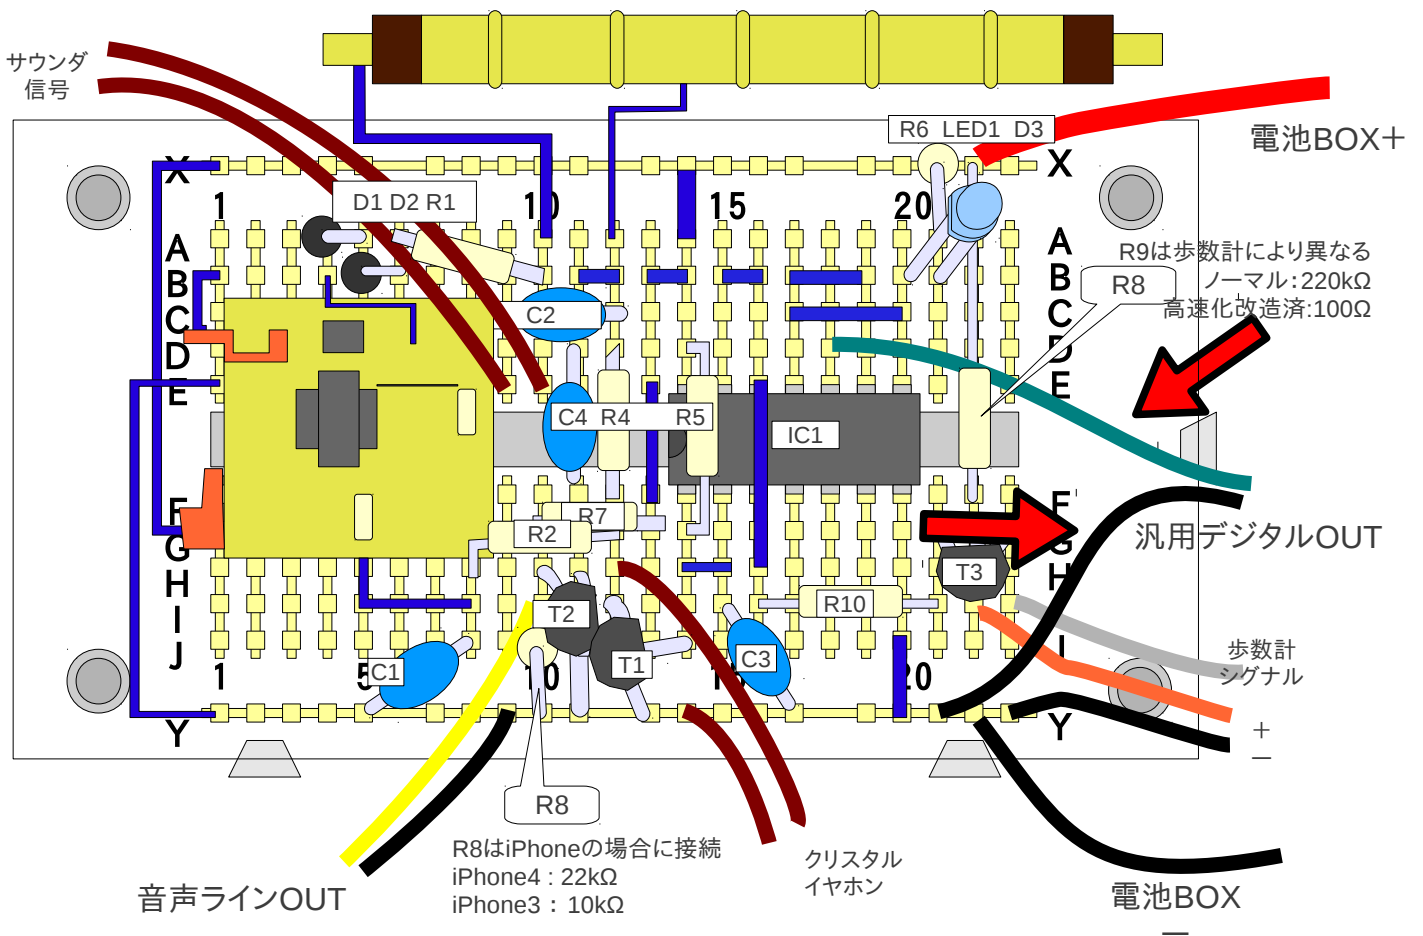 サウンダ
信号
R6 LED1 D3
電池BOX＋
X
X
1
10
15
20
D1 D2 R1
A
A
B
B
C
C
D
D
E
E
R9は歩数計により異なる
ノーマル：220kΩ
高速化改造済:100Ω
R8
C2
C4 R4
R5
IC1
F
F
G
G
H
H
I
I
J
R7
R2
T3
汎用デジタルOUT
T2
R10
T1
C1
C3
1
5
10
15
20
歩数計
シグナル
Y
Y
＋
－
R8
R8はiPhoneの場合に接続
iPhone4 : 22kΩ
iPhone3 : 10kΩ
クリスタル
イヤホン
音声ラインOUT
電池BOX
－